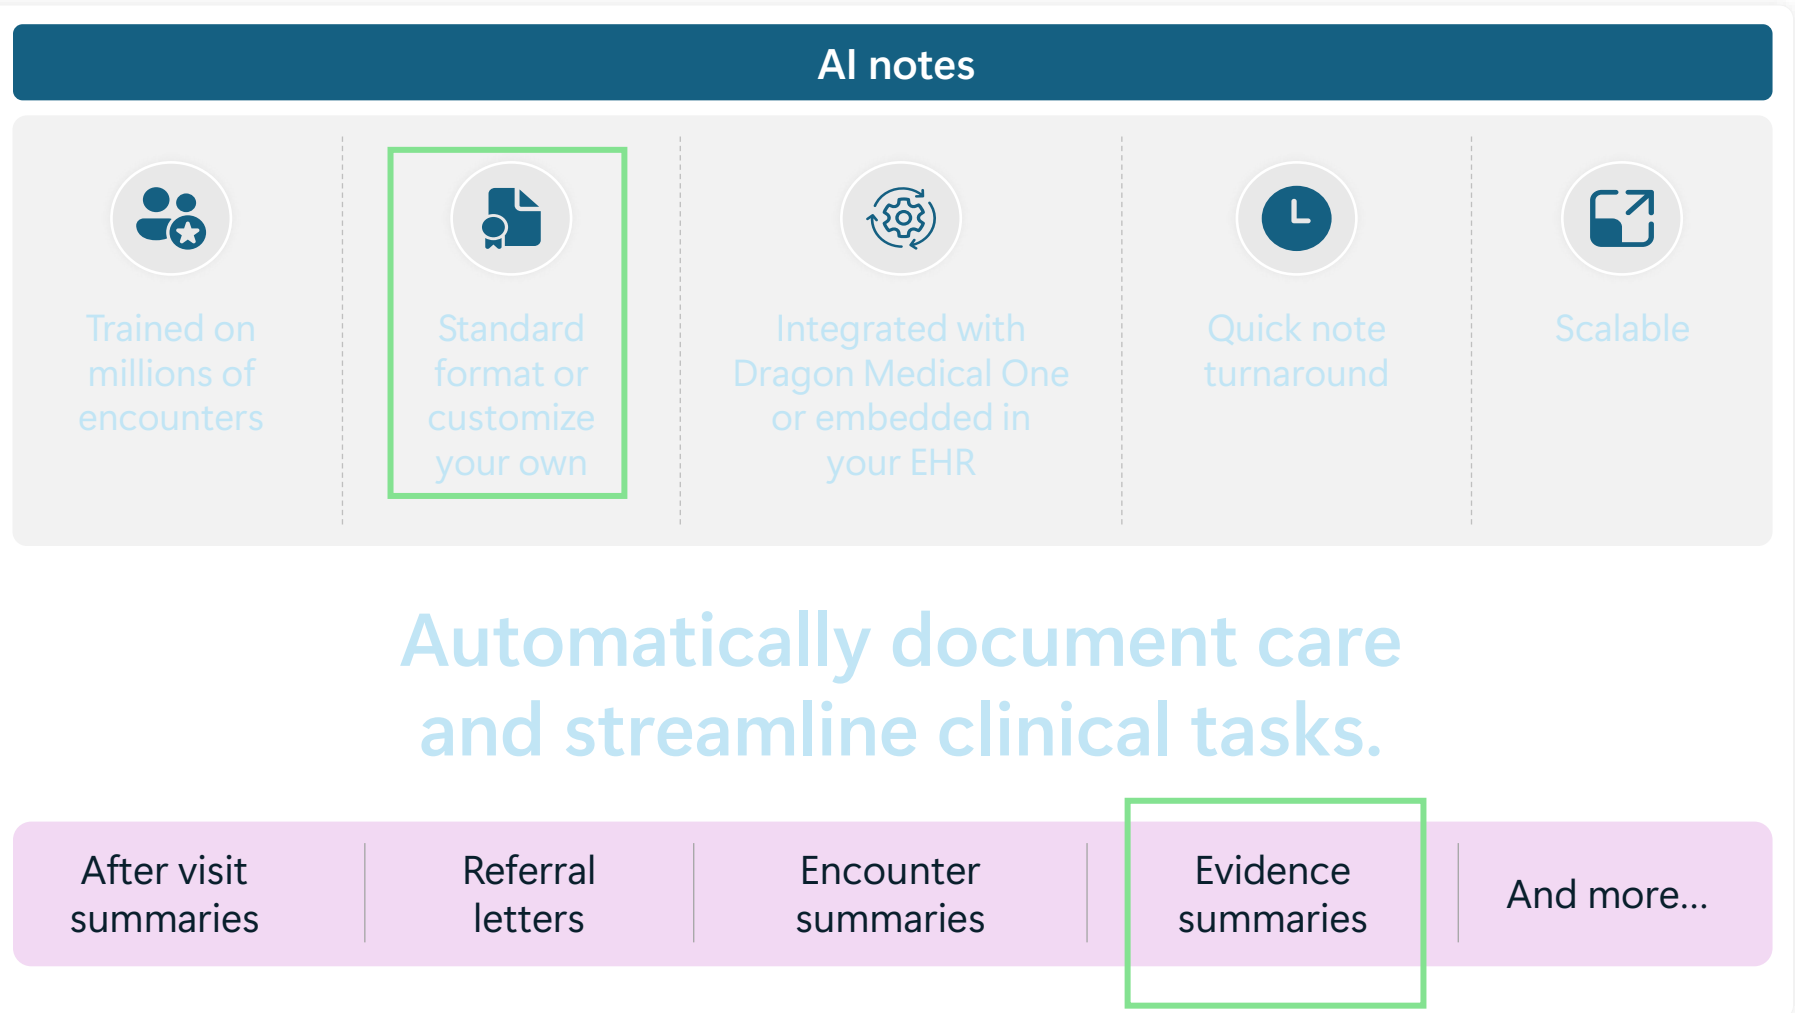 AI notes
Trained on
millions of
encounters
Standard
format or
customize
your own
Integrated with
Dragon Medical One
or embedded in
your EHR
Quick note
turnaround
Scalable
Automatically document care
and streamline clinical tasks.
After visit
summaries
Referral
letters
Encounter
summaries
Evidence
summaries
And more...